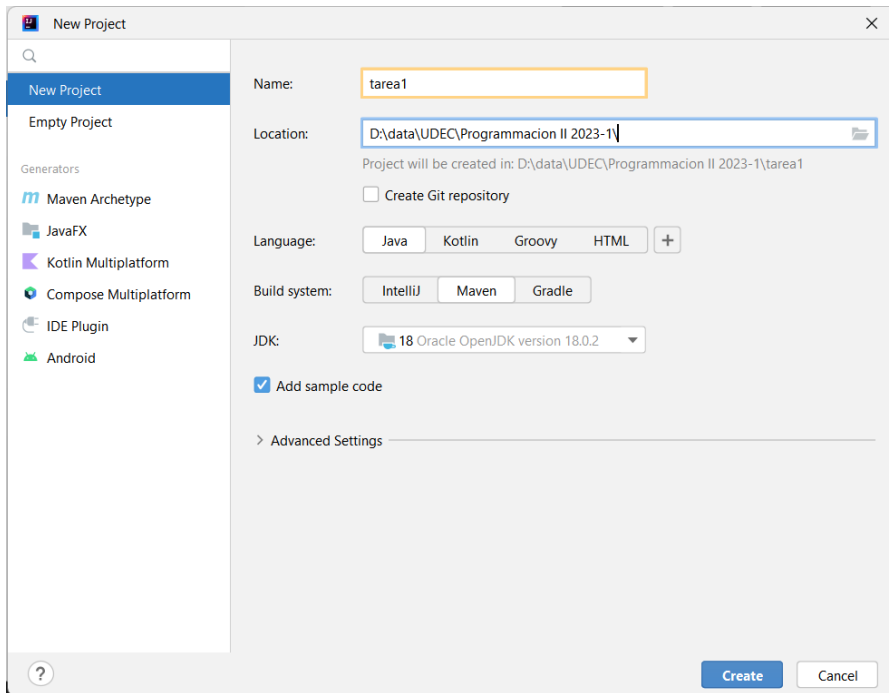 New Project
New Project
Empty Project
Generators
Maven Archetype
JavaFX
Kotlin Multiplatform
Compose Multiplatform
IDE Plugin
Android
Name: tarea1
Location: D:\data\UDEC\Programmacion II 2023-1\
Project will be created in: D:\data\UDEC\Programmacion II 2023-1\tarea1
Create Git repository
Language: Java Kotlin Groovy HTML +
Build system: IntelliJ Maven Gradle
JDK: 18 Oracle OpenJDK version 18.0.2
Add sample code
Advanced Settings
? Create Cancel